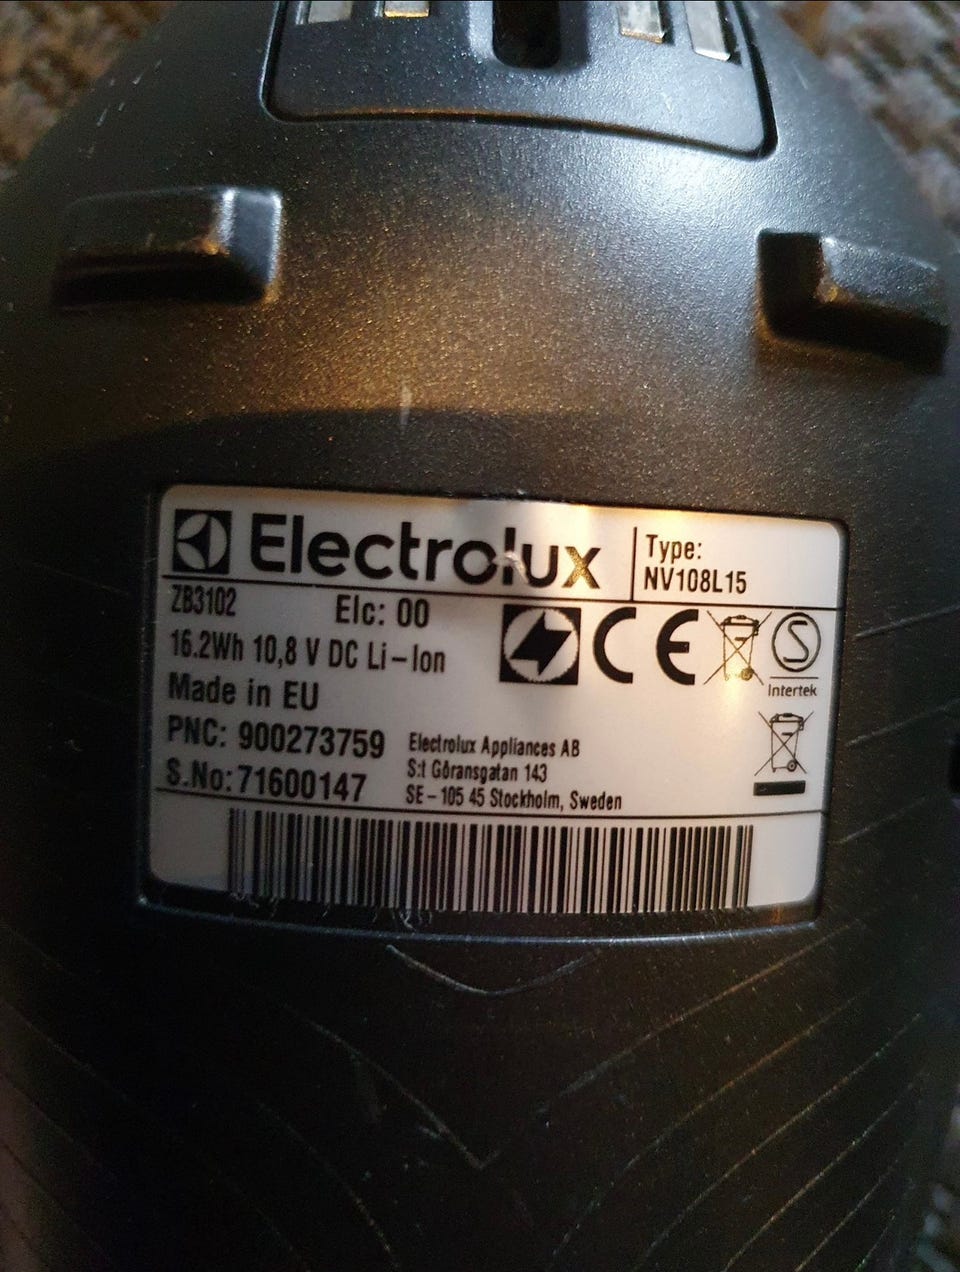 Electrolux
Type:
NV108L15
ZB3102 Elc: 00
16.2Wh 10,8 V DC Li-Ion
CE
S
Intertek
Made in EU
PNC: 900273759
S.No:71600147
Electrolux Appliances AB
S:t Göransgatan 143
SE-105 45 Stockholm, Sweden